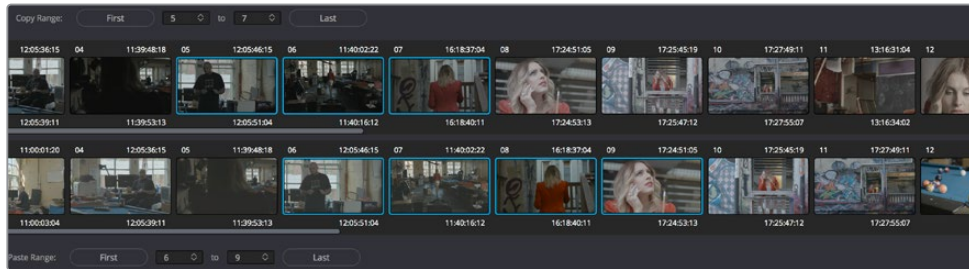 Copy Range: First 5 to 7 Last
12:05:36:15 04 11:39:48:18 05 12:05:46:15 06 11:40:02:22 07 16:18:37:04 08 17:24:51:05 09 17:25:45:19 10 17:27:49:11 11 13:16:31:04 12
12:05:39:11 11:39:53:13 12:05:51:04 11:40:16:12 16:18:40:11 17:24:53:13 17:25:47:12 17:27:55:07 13:16:34:02
11:00:01:20 04 12:05:36:15 05 11:39:48:18 06 12:05:46:15 07 11:40:02:22 08 16:18:37:04 09 17:24:51:05 10 17:25:45:19 11 17:27:49:11 12
11:00:03:04 12:05:39:11 11:39:53:13 12:05:51:04 11:40:16:12 16:18:40:11 17:24:53:13 17:25:47:12 17:27:55:07
Paste Range: First 6 to 9 Last